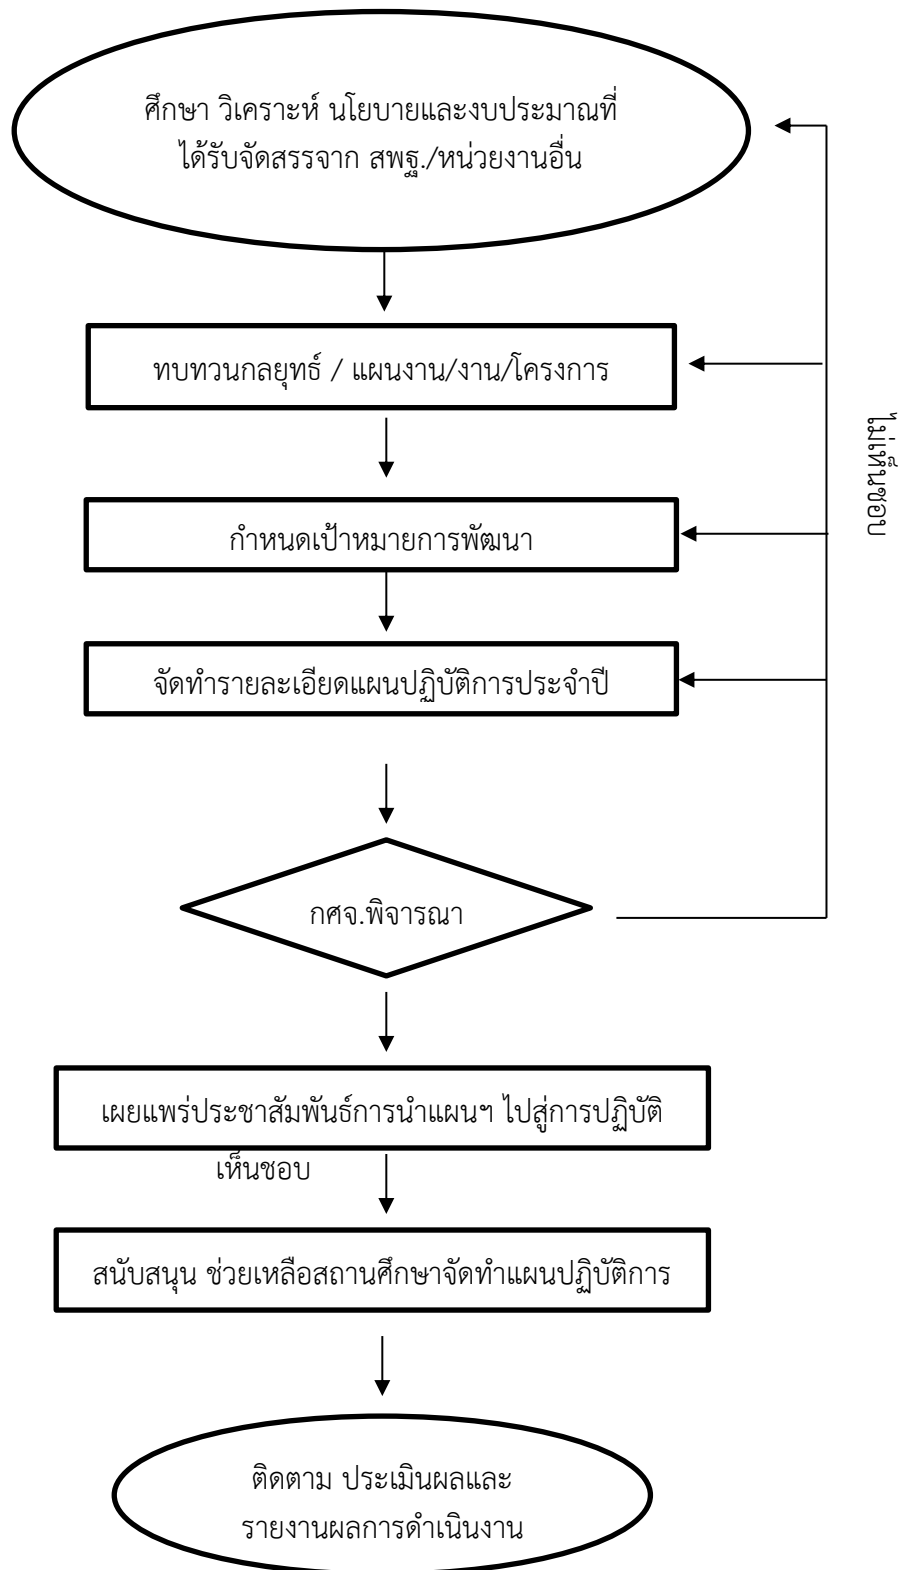 ศึกษา วิเคราะห์ นโยบายและงบประมาณที่
ได้รับจัดสรรจาก สพฐ./หน่วยงานอื่น
ทบทวนกลยุทธ์ / แผนงาน/งาน/โครงการ
ไม่เห็นชอบ
กำหนดเป้าหมายการพัฒนา
จัดทำรายละเอียดแผนปฏิบัติการประจำปี
กศจ.พิจารณา
เผยแพร่ประชาสัมพันธ์การนำแผนฯ ไปสู่การปฏิบัติ
เห็นชอบ
สนับสนุน ช่วยเหลือสถานศึกษาจัดทำแผนปฏิบัติการ
ติดตาม ประเมินผลและ
รายงานผลการดำเนินงาน